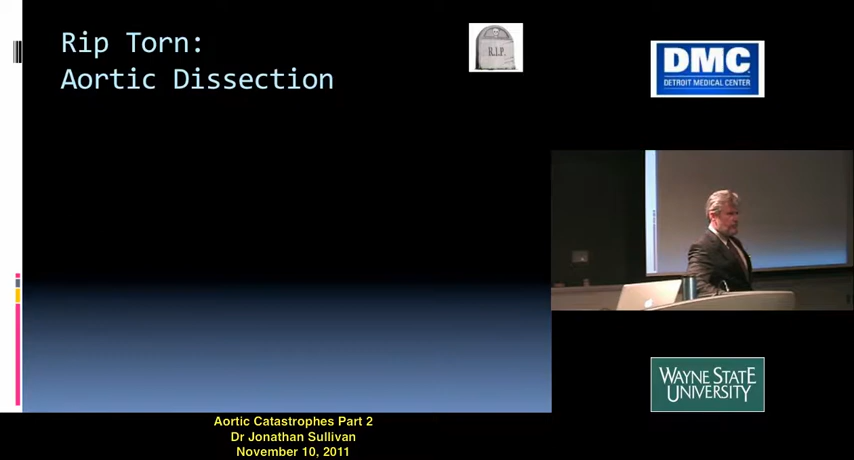 Rip Torn:
Aortic Dissection
R.I.P.
DMC
DETROIT MEDICAL CENTER
WAYNE STATE
UNIVERSITY
Aortic Catastrophes Part 2
Dr Jonathan Sullivan
November 10, 2011